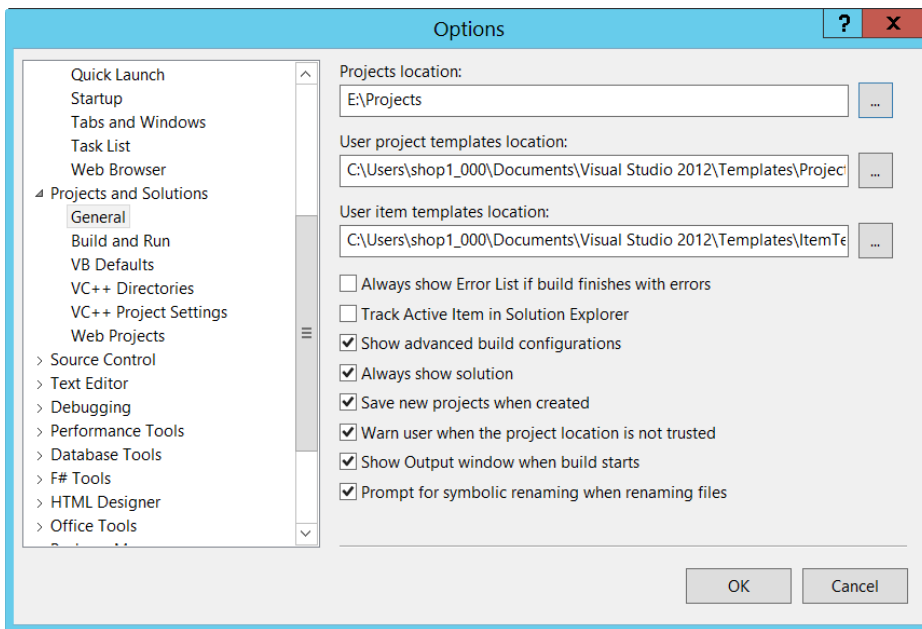 Options
?
X
Quick Launch
Startup
Tabs and Windows
Task List
Web Browser
Projects and Solutions
General
Build and Run
VB Defaults
VC++ Directories
VC++ Project Settings
Web Projects
Source Control
Text Editor
Debugging
Performance Tools
Database Tools
F# Tools
HTML Designer
Office Tools
Projects location:
E:\Projects
...
User project templates location:
C:\Users\shop1_000\Documents\Visual Studio 2012\Templates\Project
...
User item templates location:
C:\Users\shop1_000\Documents\Visual Studio 2012\Templates\ItemTe
...
Always show Error List if build finishes with errors
Track Active Item in Solution Explorer
Show advanced build configurations
Always show solution
Save new projects when created
Warn user when the project location is not trusted
Show Output window when build starts
Prompt for symbolic renaming when renaming files
OK
Cancel